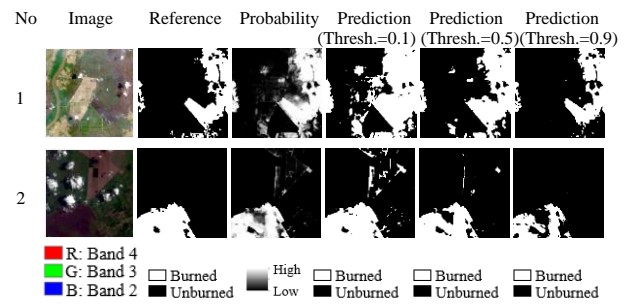 No Image Reference Probability Prediction (Thresh.=0.1) Prediction (Thresh.=0.5) Prediction (Thresh.=0.9)
1
2
R: Band 4
G: Band 3
B: Band 2
Burned
Unburned
High
Low
Burned
Unburned
Burned
Unburned
Burned
Unburned